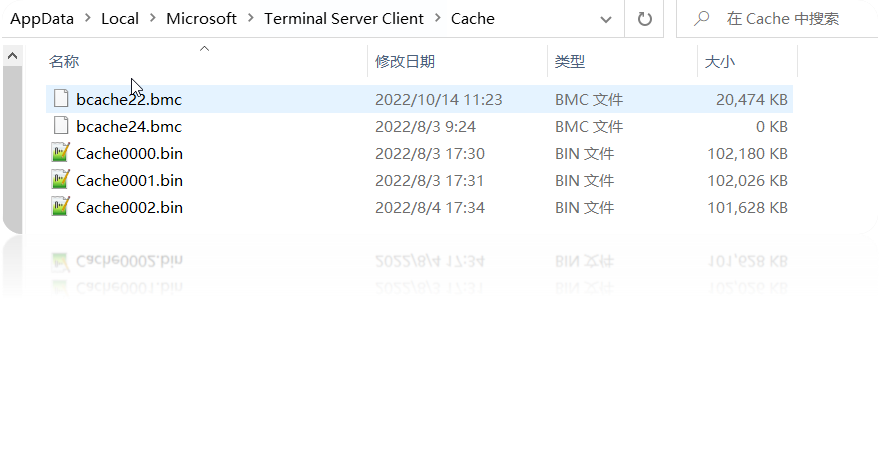 AppData > Local > Microsoft > Terminal Server Client > Cache 在 Cache 中搜索
名称 修改日期 类型 大小
bcache22.bmc 2022/10/14 11:23 BMC 文件 20,474 KB
bcache24.bmc 2022/8/3 9:24 BMC 文件 0 KB
Cache0000.bin 2022/8/3 17:30 BIN 文件 102,180 KB
Cache0001.bin 2022/8/3 17:31 BIN 文件 102,026 KB
Cache0002.bin 2022/8/4 17:34 BIN 文件 101,628 KB